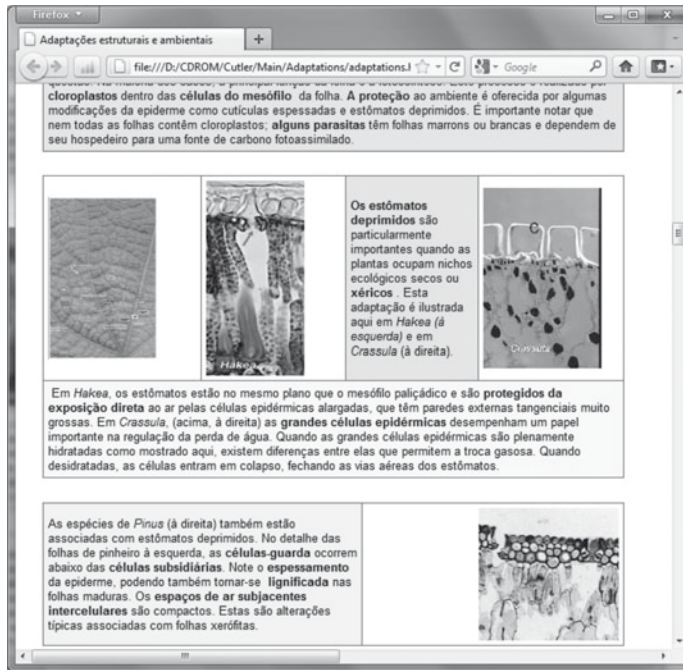 Firefox
Adaptações estruturais e ambientais
+
file:///D:/CDROM/Cutler/Main/Adaptations/adaptations.l
Google
cloroplastos dentro das células do mesófilo da folha. A proteção ao ambiente é oferecida por algumas
modificações da epiderme como cutículas espessadas e estômatos deprimidos. É importante notar que
nem todas as folhas contêm cloroplastos; alguns parasitas têm folhas marrons ou brancas e dependem de
seu hospedeiro para uma fonte de carbono fotoassimilado.
Hakea
Os estômatos
deprimidos são
particularmente
importantes quando as
plantas ocupam nichos
ecológicos secos ou
xéricos . Esta
adaptação é ilustrada
aqui em Hakea (à
esquerda) e em
Crassula (à direita).
C
Crassula
Em Hakea, os estômatos estão no mesmo plano que o mesófilo paliçádico e são protegidos da
exposição direta ao ar pelas células epidérmicas alargadas, que têm paredes externas tangenciais muito
grossas. Em Crassula, (acima, à direita) as grandes células epidérmicas desempenham um papel
importante na regulação da perda de água. Quando as grandes células epidérmicas são plenamente
hidratadas como mostrado aqui, existem diferenças entre elas que permitem a troca gasosa. Quando
desidratadas, as células entram em colapso, fechando as vias aéreas dos estômatos.
As espécies de Pinus (à direita) também estão
associadas com estômatos deprimidos. No detalhe das
folhas de pinheiro à esquerda, as células-guarda ocorrem
abaixo das células subsidiárias. Note o espessamento
da epiderme, podendo também tornar-se lignificada nas
folhas maduras. Os espaços de ar subjacentes
intercelulares são compactos. Estas são alterações
típicas associadas com folhas xerófitas.